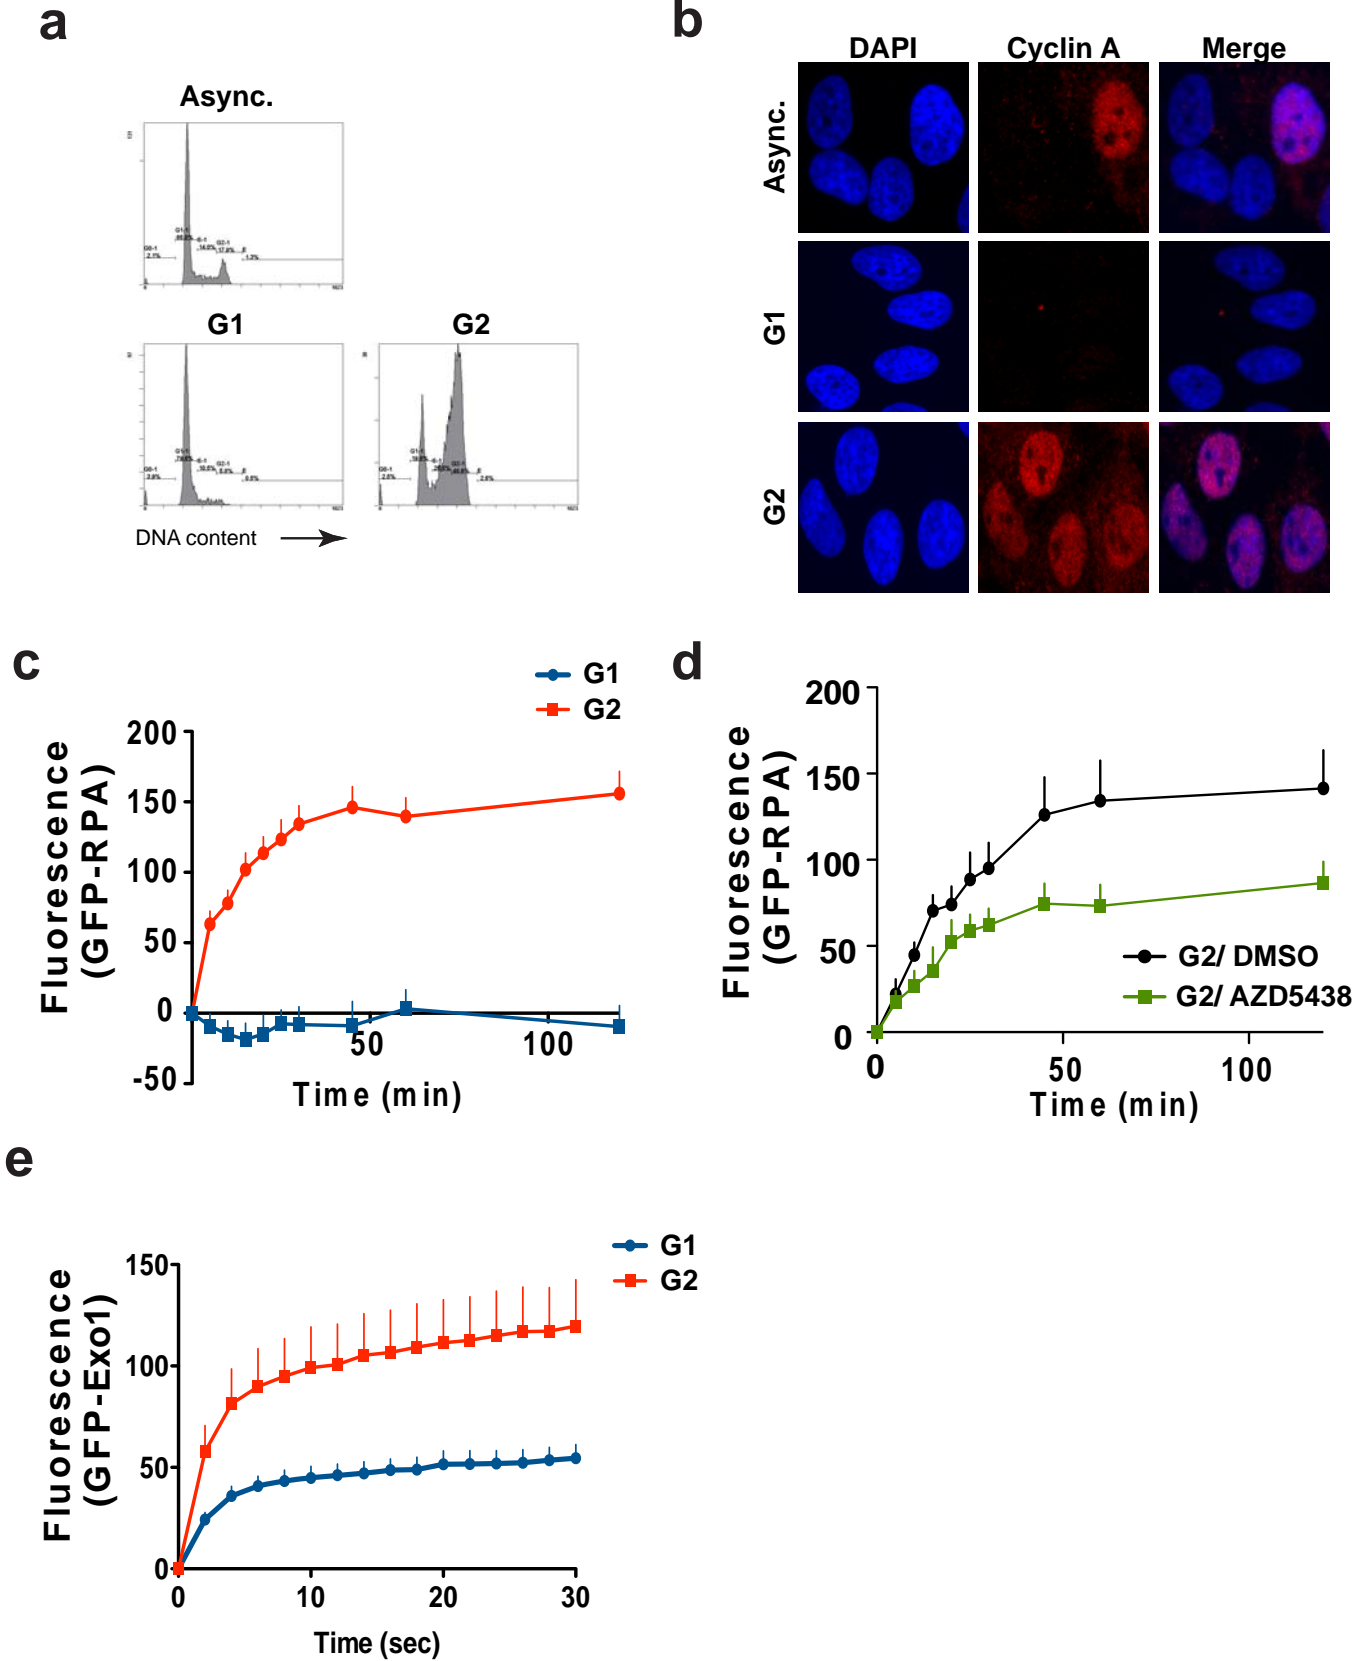 a
Async.
G1
G2
DNA content
b
DAPI Cyclin A Merge
Async.
G1
G2
c
G1
G2
Fluorescence
(GFP-RPA)
200
150
100
50
0
-50
50 100
Time (min)
d
Fluorescence
(GFP-RPA)
200
150
100
50
0
G2/ DMSO
G2/ AZD5438
0 50 100
Time (min)
e
G1
G2
Fluorescence
(GFP-Exo1)
150
100
50
0
0 10 20 30
Time (sec)